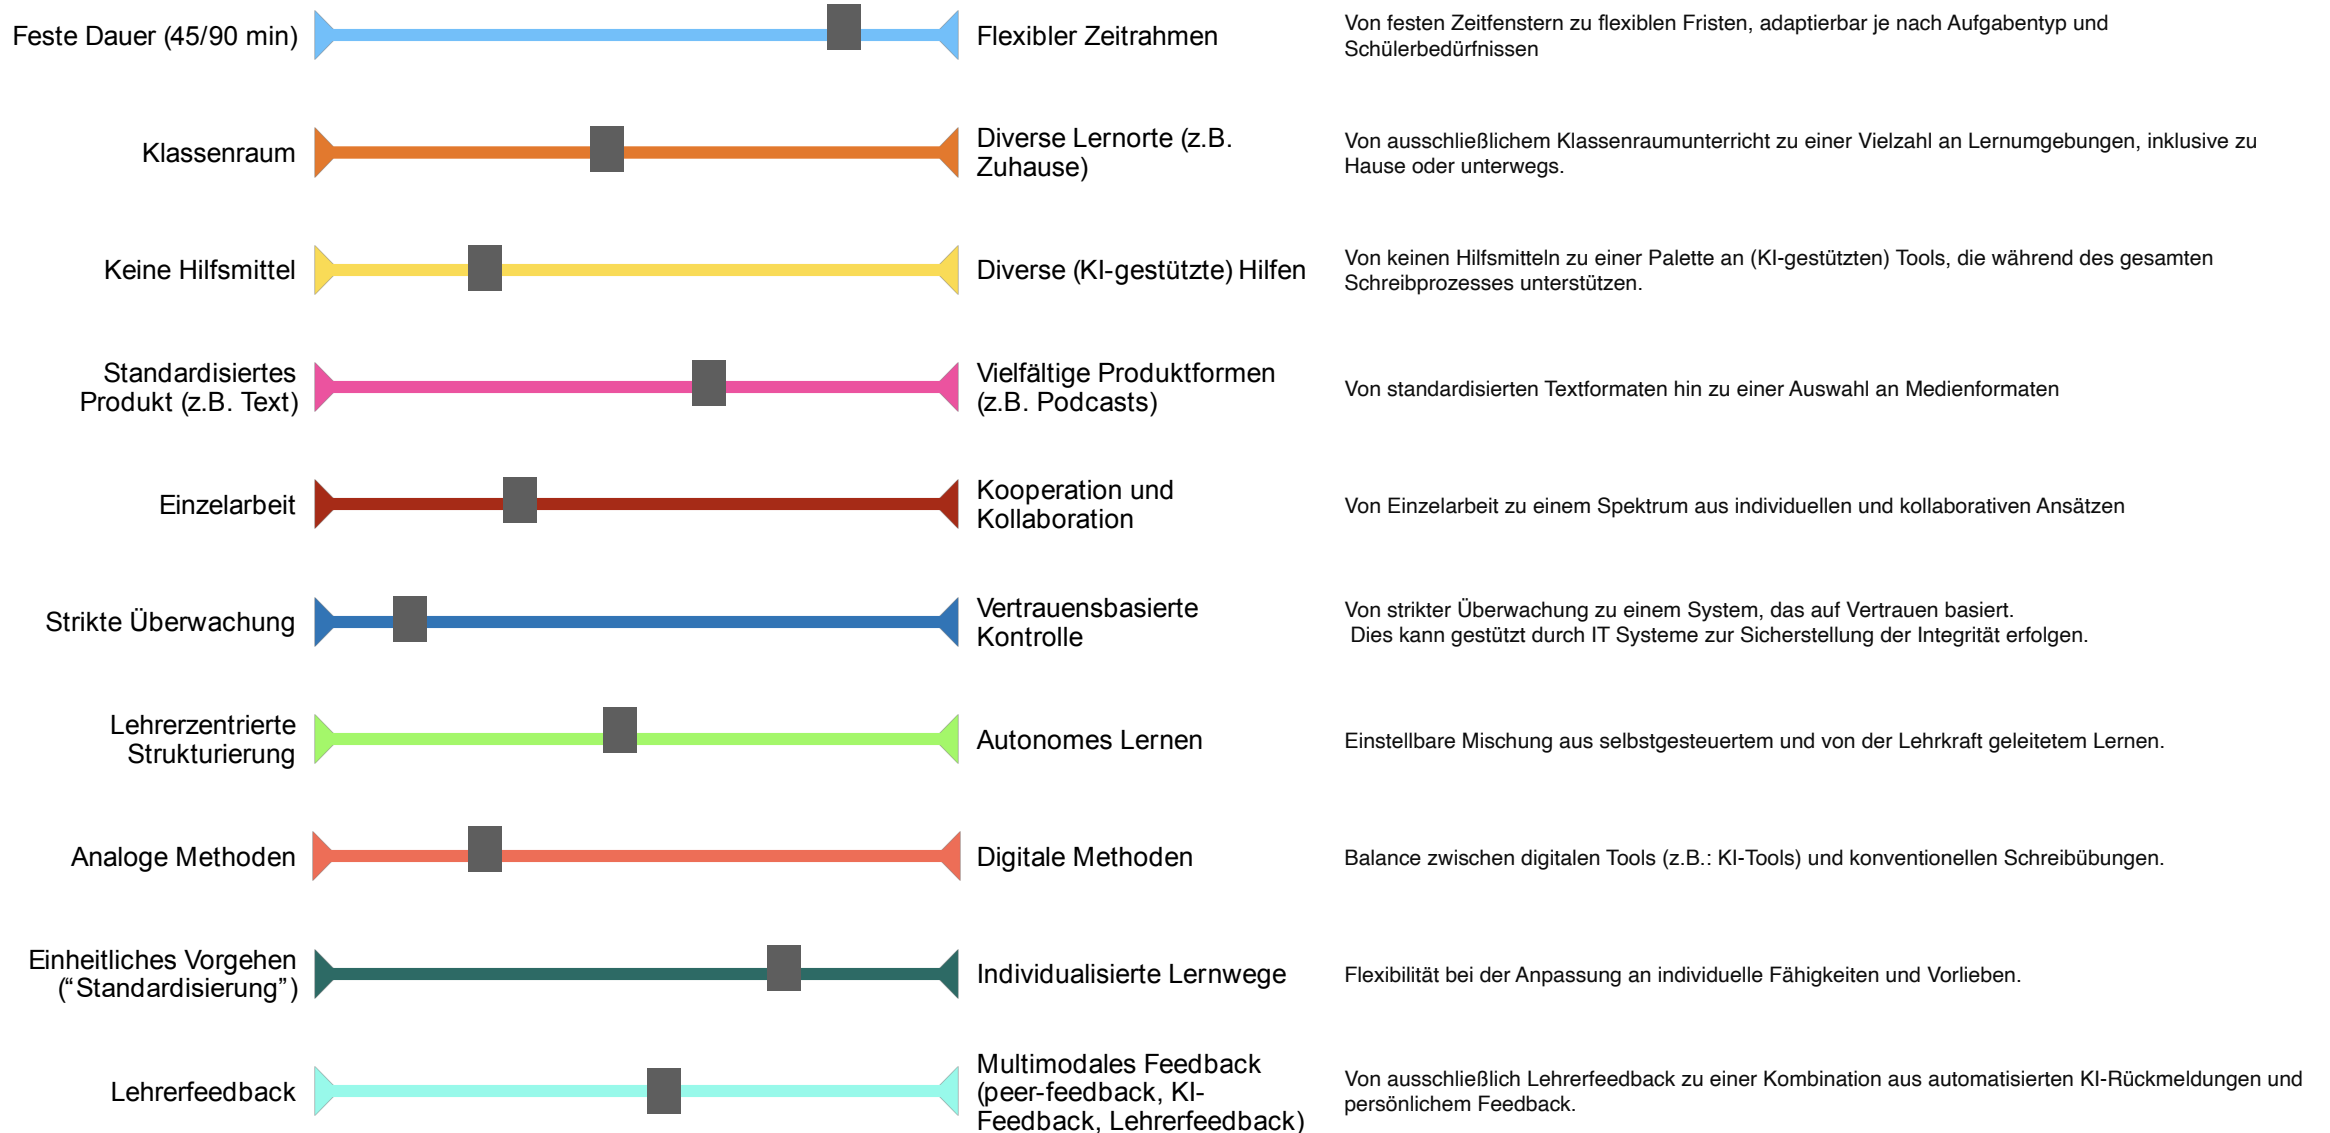 Feste Dauer (45/90 min)
Flexibler Zeitrahmen
Von festen Zeitfenstern zu flexiblen Fristen, adaptierbar je nach Aufgabentyp und
Schülerbedürfnissen
Klassenraum
Diverse Lernorte (z.B.
Zuhause)
Von ausschließlichem Klassenraumunterricht zu einer Vielzahl an Lernumgebungen, inklusive zu
Hause oder unterwegs.
Keine Hilfsmittel
Diverse (KI-gestützte) Hilfen
Von keinen Hilfsmitteln zu einer Palette an (KI-gestützten) Tools, die während des gesamten
Schreibprozesses unterstützen.
Standardisiertes
Produkt (z.B. Text)
Vielfältige Produktformen
(z.B. Podcasts)
Von standardisierten Textformaten hin zu einer Auswahl an Medienformaten
Einzelarbeit
Kooperation und
Kollaboration
Von Einzelarbeit zu einem Spektrum aus individuellen und kollaborativen Ansätzen
Strikte Überwachung
Vertrauensbasierte
Kontrolle
Von strikter Überwachung zu einem System, das auf Vertrauen basiert.
Dies kann gestützt durch IT Systeme zur Sicherstellung der Integrität erfolgen.
Lehrerzentrierte
Strukturierung
Autonomes Lernen
Einstellbare Mischung aus selbstgesteuertem und von der Lehrkraft geleitetem Lernen.
Analoge Methoden
Digitale Methoden
Balance zwischen digitalen Tools (z.B.: KI-Tools) und konventionellen Schreibübungen.
Einheitliches Vorgehen
(“Standardisierung”)
Individualisierte Lernwege
Flexibilität bei der Anpassung an individuelle Fähigkeiten und Vorlieben.
Lehrerfeedback
Multimodales Feedback
(peer-feedback, KI-
Feedback, Lehrerfeedback)
Von ausschließlich Lehrerfeedback zu einer Kombination aus automatisierten KI-Rückmeldungen und
persönlichem Feedback.